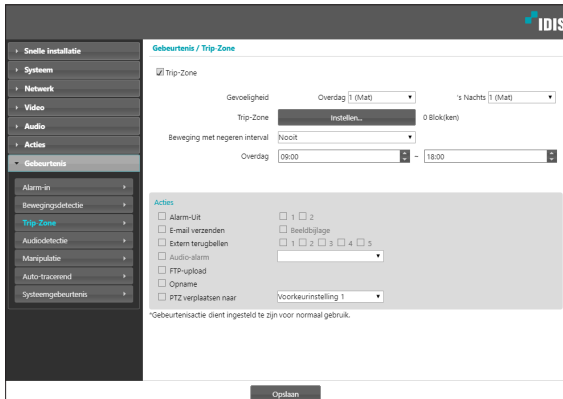 IDIS
Snelle installatie
Systeem
Netwerk
Video
Audio
Acties
Gebeurtenis
Alarm-in
Bewegingsdetectie
Trip-Zone
Audiodetectie
Manipulatie
Auto-tracerend
Systeemgebeurtenis
Gebeurtenis / Trip-Zone
Trip-Zone
Gevoeligheid Overdag 1 (Mat) 's Nachts 1 (Mat)
Trip-Zone Instellen... 0 Blok(ken)
Beweging met negeren interval Nooit
Overdag 09:00 ~ 18:00
Acties
Alarm-Uit 1 2
E-mail verzenden Beeldbijlage
Extern terugbellen 1 2 3 4 5
Audio-alarm
FTP-upload
Opname
PTZ verplaatsen naar Voorkeurinstelling 1
*Gebeurtenisactie dient ingesteld te zijn voor normaal gebruik.
Opslaan